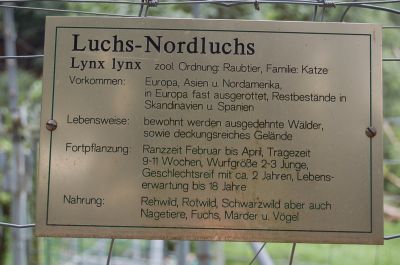 Luchs-Nordluchs
Lynx lynx zool. Ordnung: Raubtier, Familie: Katze
Vorkommen: Europa, Asien u. Nordamerika,
in Europa fast ausgerottet, Restbestände in
Skandinavien u. Spanien
Lebensweise: bewohnt werden ausgedehnte Wälder,
sowie deckungsreiches Gelände
Fortpflanzung: Ranzzeit Februar bis April, Tragezeit
9-11 Wochen, Wurfgröße 2-3 Junge,
Geschlechtsreif mit ca. 2 Jahren, Lebens-
erwartung bis 18 Jahre
Nahrung: Rehwild, Rotwild, Schwarzwild aber auch
Nagetiere, Fuchs, Marder u. Vögel